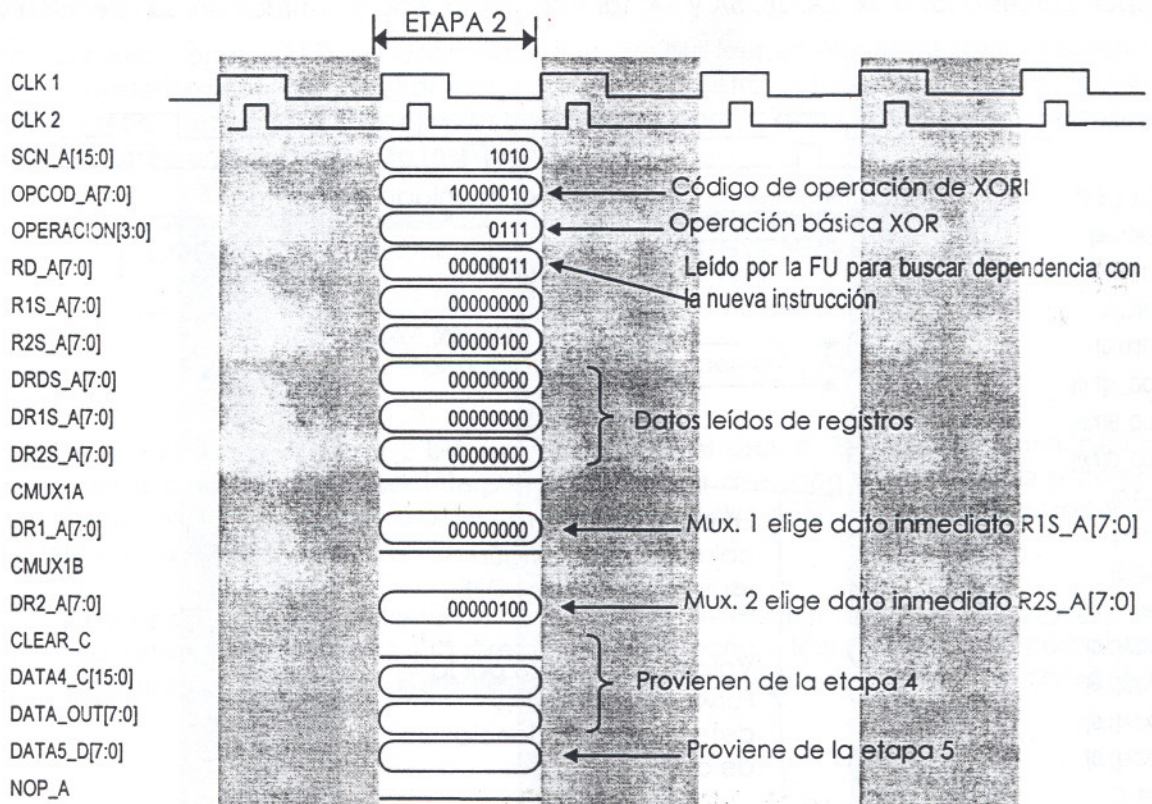 ETAPA 2
CLK 1
CLK 2
SCN_A[15:0] 1010
OPCOD_A[7:0] 10000010 Código de operación de XORI
OPERACION[3:0] 0111 Operación básica XOR
RD_A[7:0] 00000011 Leído por la FU para buscar dependencia con
la nueva instrucción
R1S_A[7:0] 00000000
R2S_A[7:0] 00000100
DRDS_A[7:0] 00000000
DR1S_A[7:0] 00000000 Datos leídos de registros
DR2S_A[7:0] 00000000
CMUX1A
DR1_A[7:0] 00000000 Mux. 1 elige dato inmediato R1S_A[7:0]
CMUX1B
DR2_A[7:0] 00000100 Mux. 2 elige dato inmediato R2S_A[7:0]
CLEAR_C
DATA4_C[15:0] Provienen de la etapa 4
DATA_OUT[7:0]
DATA5_D[7:0] Proviene de la etapa 5
NOP_A